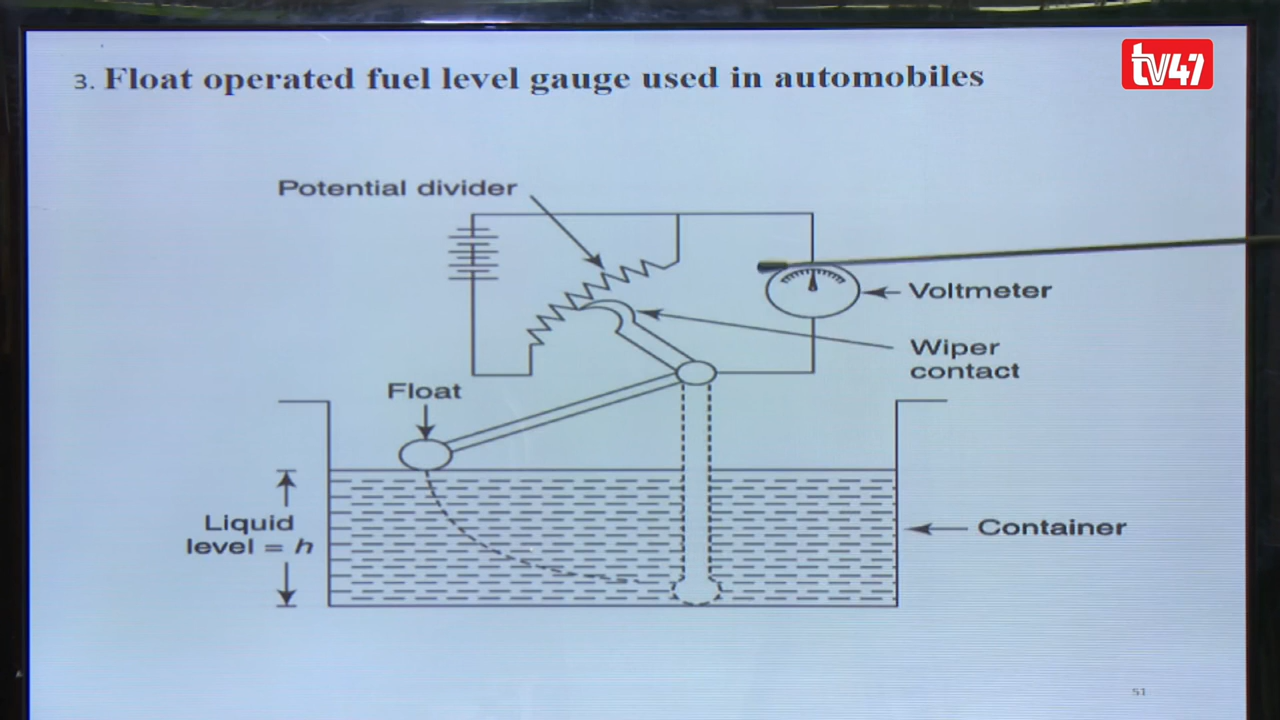 3. Float operated fuel level gauge used in automobiles
tv47
Potential divider
Voltmeter
Wiper
contact
Float
Liquid
level = h
Container
51